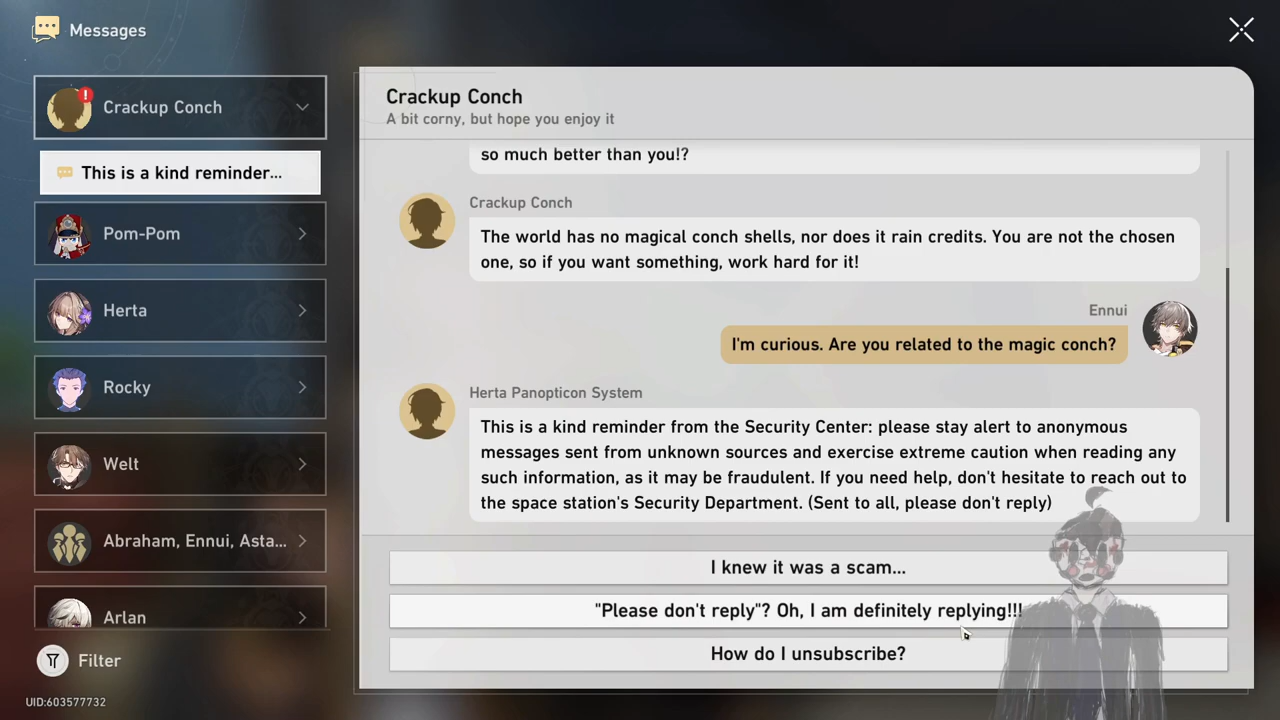 Messages
Crackup Conch
This is a kind reminder...
Pom-Pom
Herta
Rocky
Welt
Abraham, Ennui, Asta...
Arlan
Filter
UID:603577732
Crackup Conch
A bit corny, but hope you enjoy it
so much better than you!?
Crackup Conch
The world has no magical conch shells, nor does it rain credits. You are not the chosen
one, so if you want something, work hard for it!
Ennui
I'm curious. Are you related to the magic conch?
Herta Panopticon System
This is a kind reminder from the Security Center: please stay alert to anonymous
messages sent from unknown sources and exercise extreme caution when reading any
such information, as it may be fraudulent. If you need help, don't hesitate to reach out to
the space station's Security Department. (Sent to all, please don't reply)
I knew it was a scam...
"Please don't reply"? Oh, I am definitely replying!!!
How do I unsubscribe?